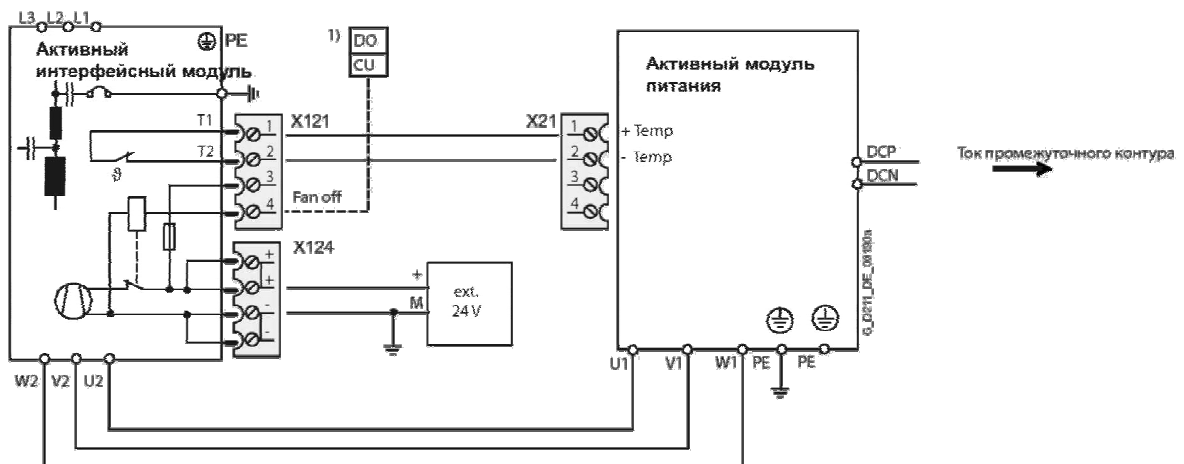 L3 L2 L1
PE
Активный
интерфейсный модуль
1) DO
CU
Активный модуль
питания
T1
T2
ϑ
1
2
3
4
X121
Fan off
X21
1
2
3
4
+ Temp
- Temp
DCP
DCN
Ток промежуточного контура
+
+
-
-
X124
+
M
ext.
24 V
W2 V2 U2
U1 V1 W1 PE PE